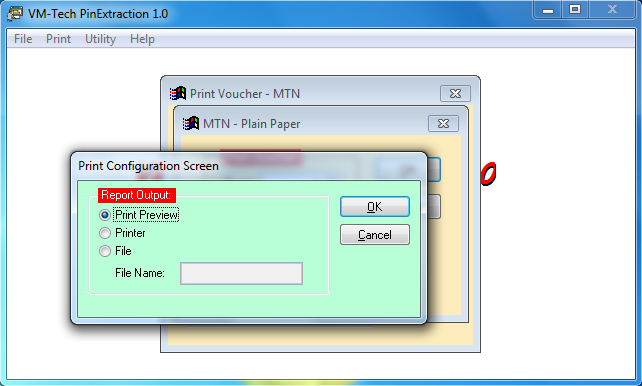 VM-Tech PinExtraction 1.0
File Print Utility Help
Print Voucher - MTN
MTN - Plain Paper
Print Configuration Screen
Report Output:
Print Preview
Printer
File
File Name:
OK
Cancel